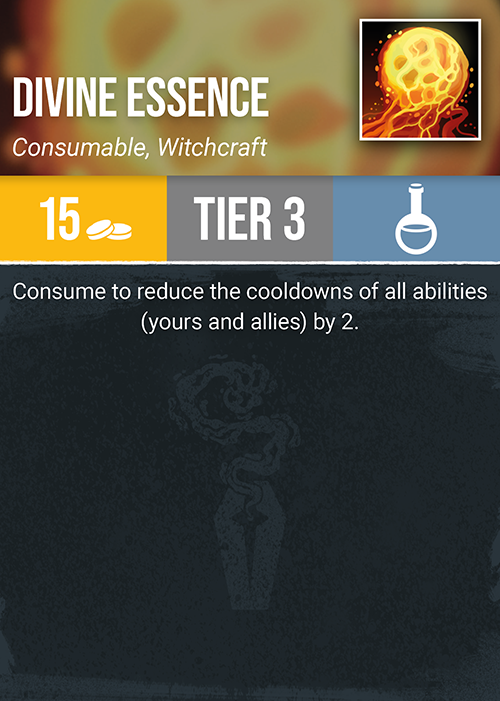 DIVINE ESSENCE
Consumable, Witchcraft
15
TIER 3
Consume to reduce the cooldowns of all abilities
(yours and allies) by 2.